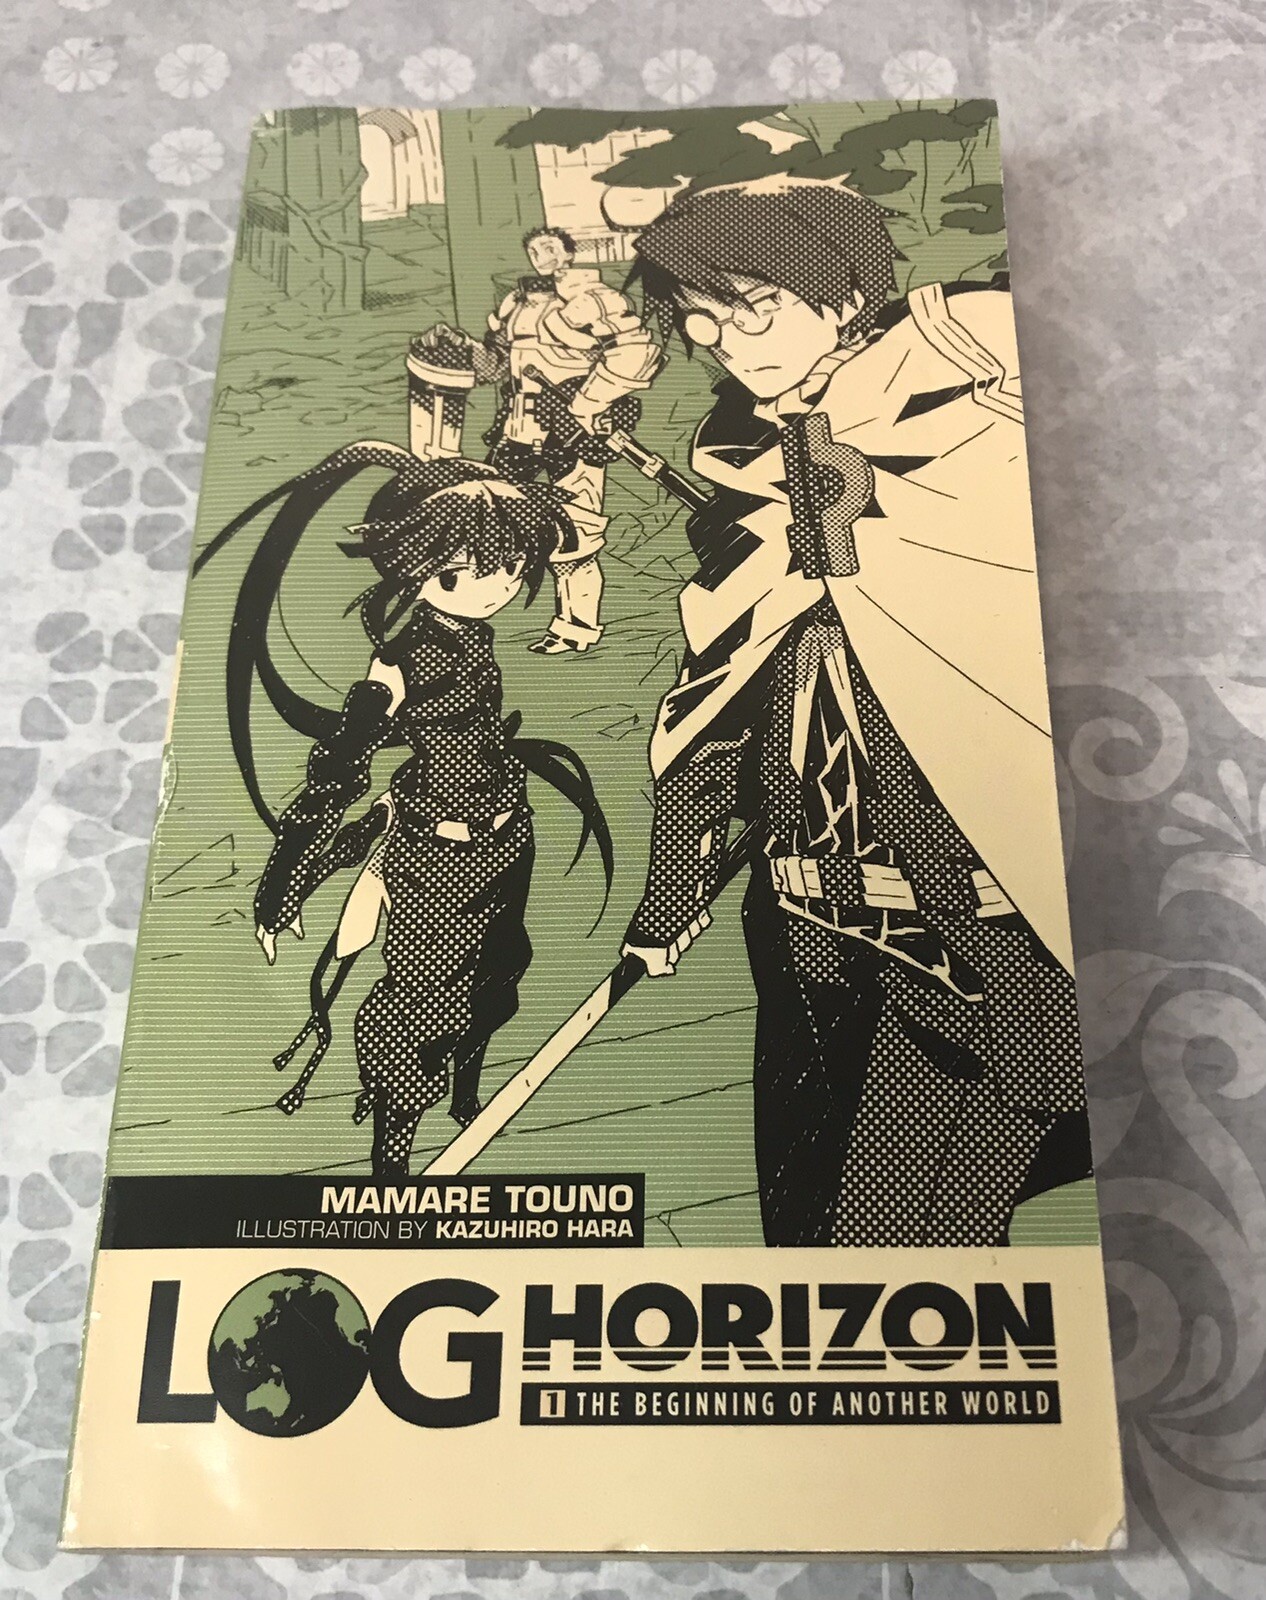 MAMARE TOUNO
ILLUSTRATION BY KAZUHIRO HARA
LOG HORIZON
1 THE BEGINNING OF ANOTHER WORLD